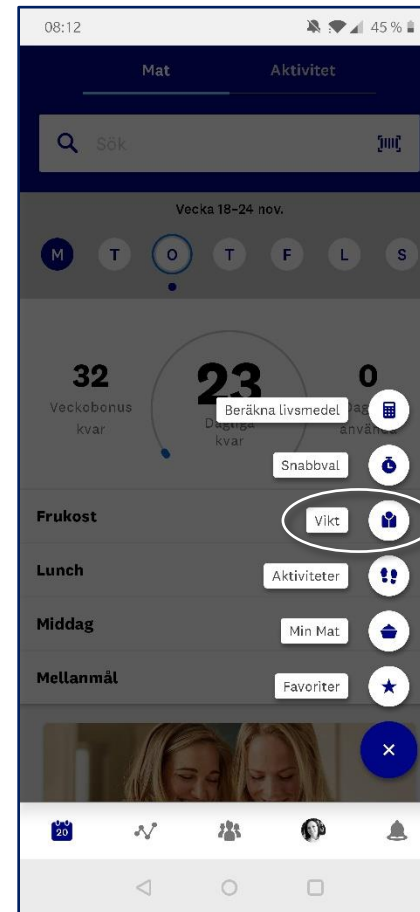 08:12 45 %
Mat Aktivitet
Sök
Vecka 18–24 nov.
M T O T F L S
32 23 0
Veckobonus kvar
Dagliga kvar
Beräkna livsmedel
Snabbval
Frukost
Vikt
Lunch
Aktiviteter
Middag
Min Mat
Mellanmål
Favoriter
20